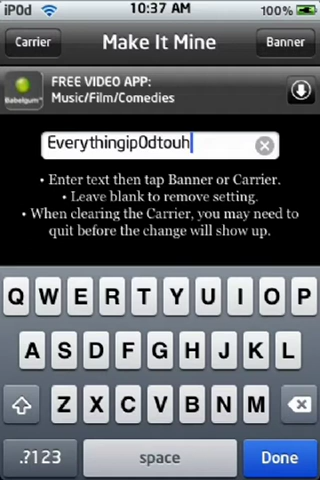 iP0d 10:37 AM 100%
Carrier Make It Mine Banner
FREE VIDEO APP:
Babelgum Music/Film/Comedies
Everythingip0dtouh
• Enter text then tap Banner or Carrier.
• Leave blank to remove setting.
• When clearing the Carrier, you may need to
quit before the change will show up.
Q W E R T Y U I O P
A S D F G H J K L
Z X C V B N M
.?123 space Done